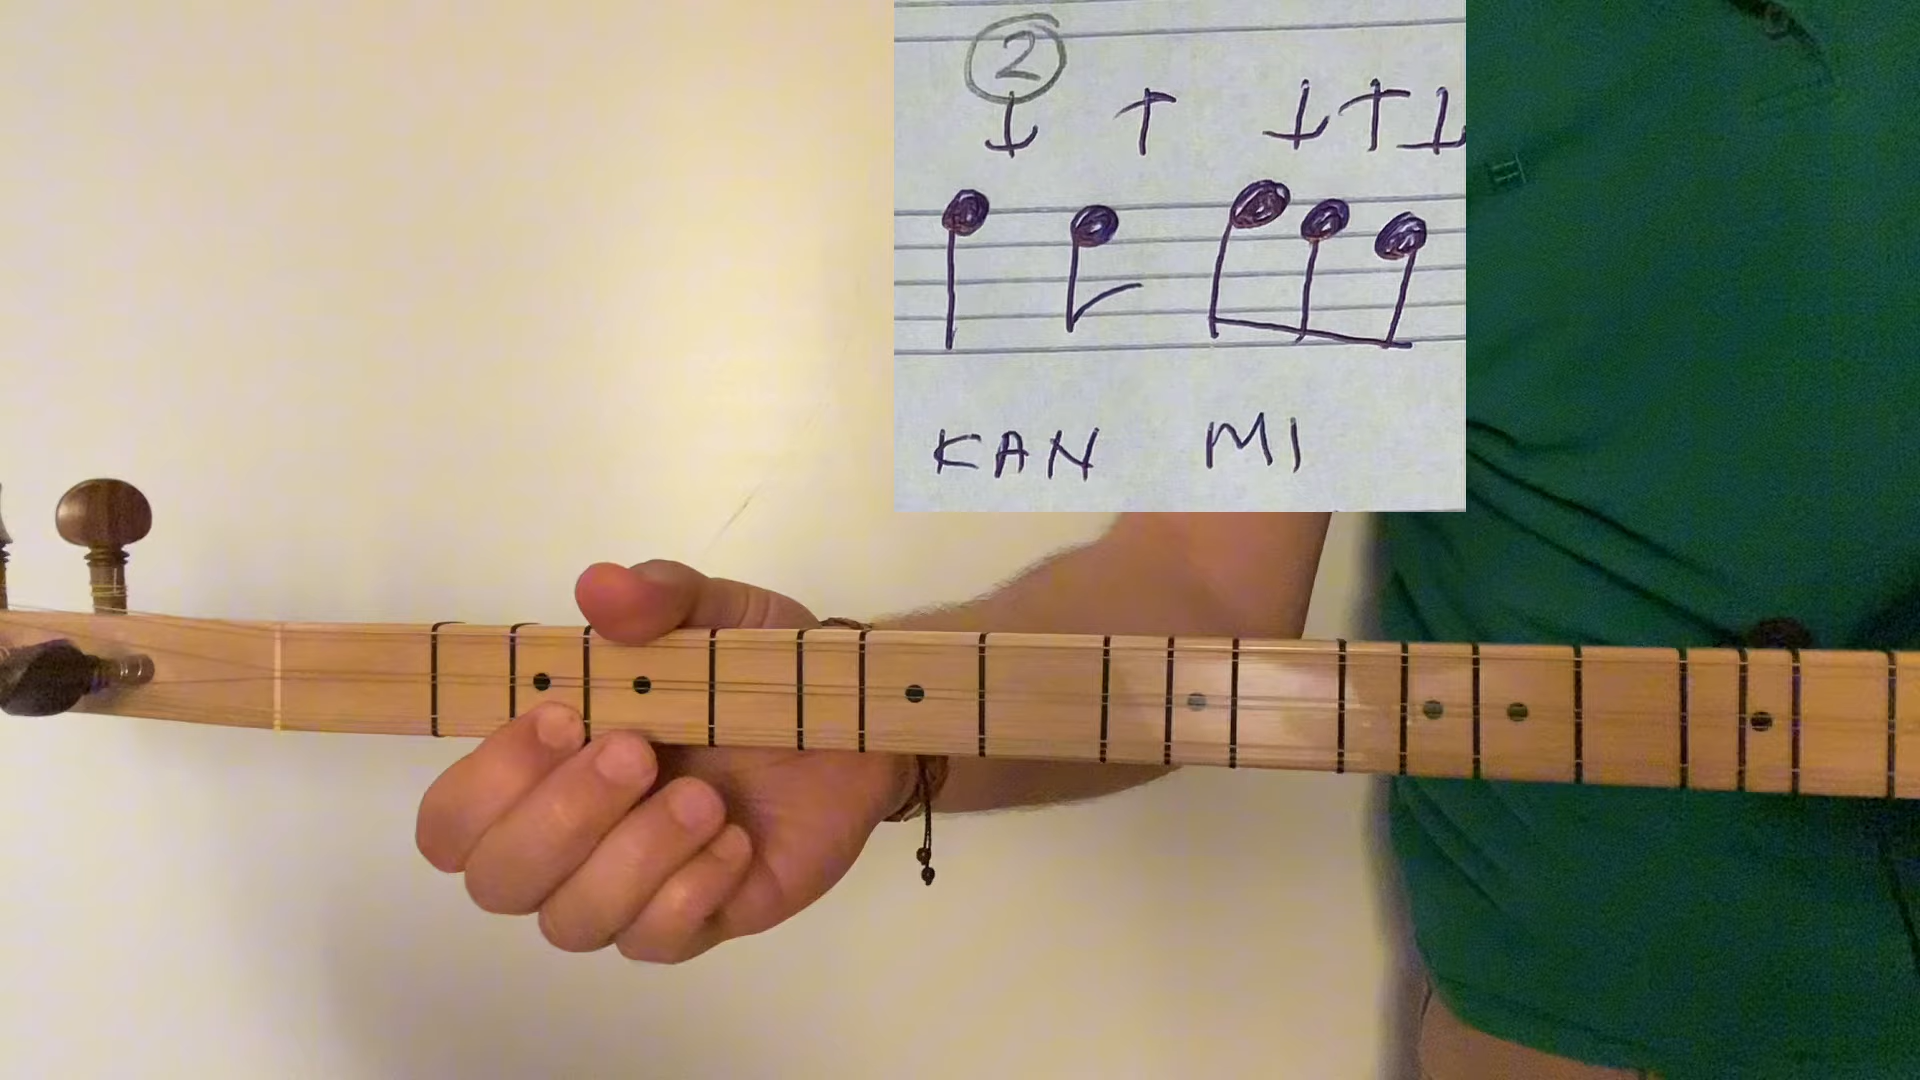 2
↓ ↑ ↓ ↑ ↓
KAN MI